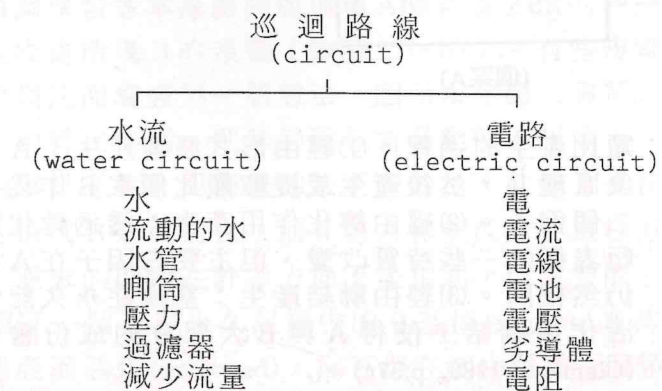 巡迴路線
(circuit)
水流
(water circuit)
水
流動的水
水管
唧筒
壓力
過濾器
減少流量
電路
(electric circuit)
電
電流
電線
電池
電壓
劣導體
電阻